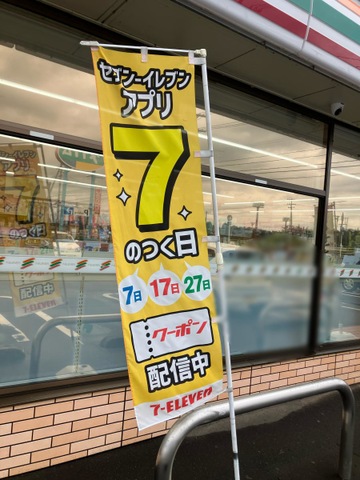 セブン-イレブン
アプリ
7
のつく日
7日 17日 27日
クーポン
配信中
7-ELEVEn